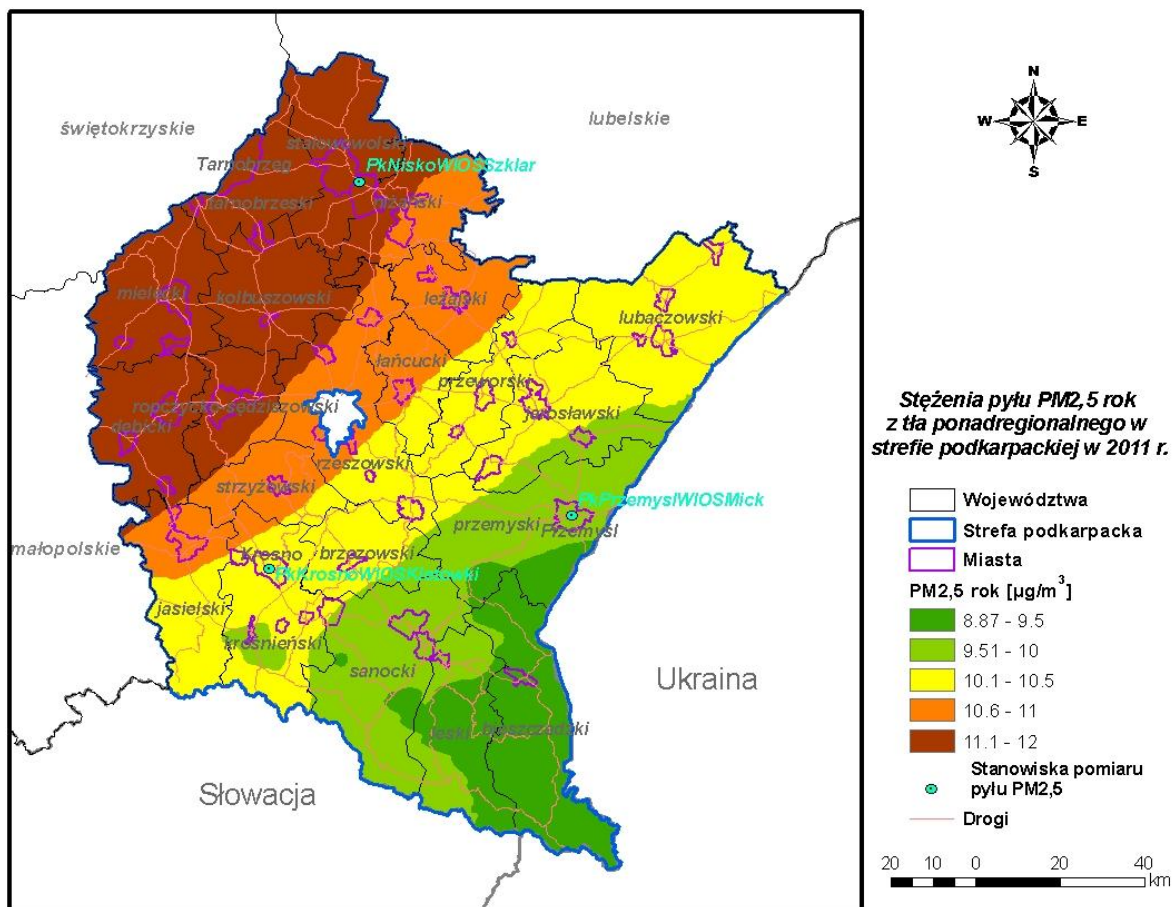 świętokrzyskie
lubelskie
stalowowolski
Tarnobrzeg
PkNiskoWIOSSzklar
tarnobrzeski
niżański
mielecki
kolbuszowski
leżajski
lubaczowski
łańcucki
przeworski
ropczycko-sędziszowski
jarosławski
dębicki
rzeszowski
strzyżowski
PkPrzemyslWIOSMick
przemyski
Przemyśl
małopolskie
Krosno
brzozowski
PkKrosnoWIOSKletowki
jasielski
krośnieński
sanocki
Ukraina
leski
bieszczadzki
Słowacja
N
W
E
S
Stężenia pyłu PM2,5 rok
z tła ponadregionalnego w
strefie podkarpackiej w 2011 r.
Województwa
Strefa podkarpacka
Miasta
PM2,5 rok [µg/m³]
8.87 - 9.5
9.51 - 10
10.1 - 10.5
10.6 - 11
11.1 - 12
Stanowiska pomiaru
pyłu PM2,5
Drogi
20 10 0 20 40
km